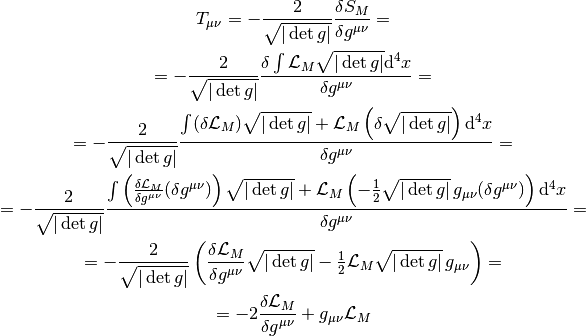 $T_{\mu\nu} = -\frac{2}{\sqrt{|\det g|}} \frac{\delta S_M}{\delta g^{\mu\nu}} =$
$= -\frac{2}{\sqrt{|\det g|}} \frac{\delta \int \mathcal{L}_M \sqrt{|\det g|} \mathrm{d}^4 x}{\delta g^{\mu\nu}} =$
$= -\frac{2}{\sqrt{|\det g|}} \frac{\int (\delta \mathcal{L}_M) \sqrt{|\det g|} + \mathcal{L}_M \left( \delta \sqrt{|\det g|} \right) \mathrm{d}^4 x}{\delta g^{\mu\nu}} =$
$= -\frac{2}{\sqrt{|\det g|}} \frac{\int \left( \frac{\delta \mathcal{L}_M}{\delta g^{\mu\nu}} (\delta g^{\mu\nu}) \right) \sqrt{|\det g|} + \mathcal{L}_M \left( -\frac{1}{2} \sqrt{|\det g|} \, g_{\mu\nu} (\delta g^{\mu\nu}) \right) \mathrm{d}^4 x}{\delta g^{\mu\nu}} =$
$= -\frac{2}{\sqrt{|\det g|}} \left( \frac{\delta \mathcal{L}_M}{\delta g^{\mu\nu}} \sqrt{|\det g|} - \frac{1}{2} \mathcal{L}_M \sqrt{|\det g|} \, g_{\mu\nu} \right) =$
$= -2 \frac{\delta \mathcal{L}_M}{\delta g^{\mu\nu}} + g_{\mu\nu} \mathcal{L}_M$